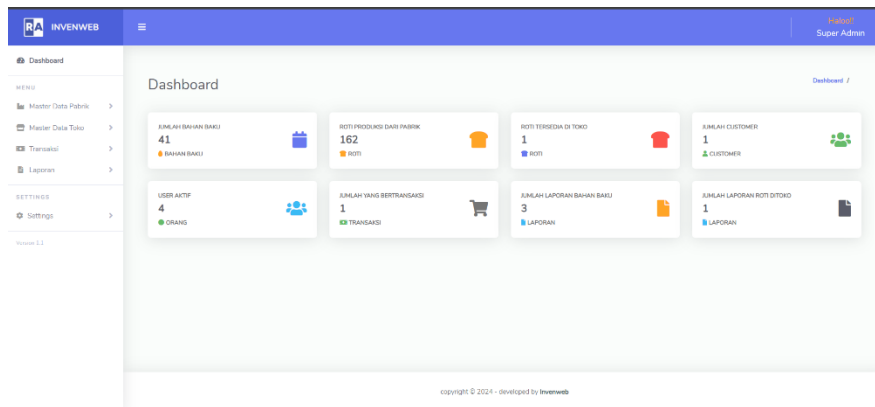 RA INVENWEB
Haloo!!
Super Admin
Dashboard
MENU
Master Data Pabrik
Master Data Toko
Transaksi
Laporan
SETTINGS
Settings
Version 1.1
Dashboard
Dashboard /
JUMLAH BAHAN BAKU
41
BAHAN BAKU
ROTI PRODUKSI DARI PABRIK
162
ROTI
ROTI TERSEDIA DI TOKO
1
ROTI
JUMLAH CUSTOMER
1
CUSTOMER
USER AKTIF
4
ORANG
JUMLAH YANG BERTRANSAKSI
1
TRANSAKSI
JUMLAH LAPORAN BAHAN BAKU
3
LAPORAN
JUMLAH LAPORAN ROTI DITOKO
1
LAPORAN
copyright © 2024 - developed by Invenweb